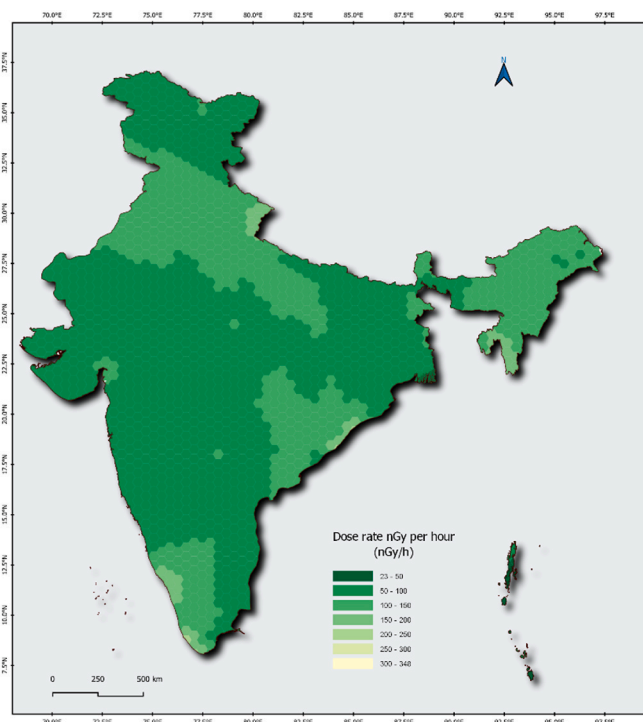 70.0°E 75.0°E 77.5°E 80.0°E 82.5°E 85.0°E 87.5°E 90.0°E 92.5°E 95.0°E 97.5°E
N
37.5°N
35.0°N
32.5°N
30.0°N
27.5°N
25.0°N
22.5°N
20.0°N
17.5°N
15.0°N
12.5°N
10.0°N
7.5°N
Dose rate nGy per hour
(nGy/h)
23 - 50
50 - 100
100 - 150
150 - 200
200 - 250
250 - 300
300 - 348
0 250 500 km